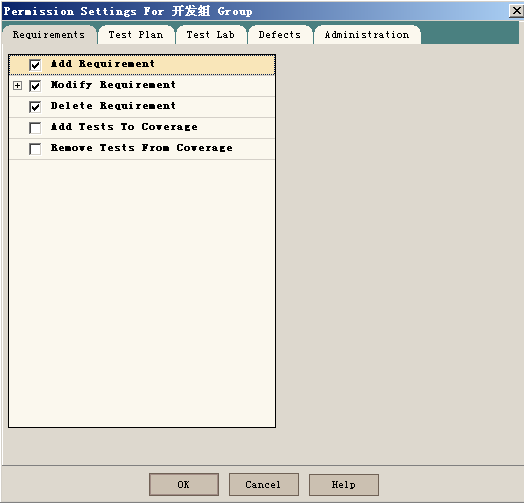 Permission Settings For 开发组 Group
Requirements Test Plan Test Lab Defects Administration
Add Requirement
Modify Requirement
Delete Requirement
Add Tests To Coverage
Remove Tests From Coverage
OK Cancel Help